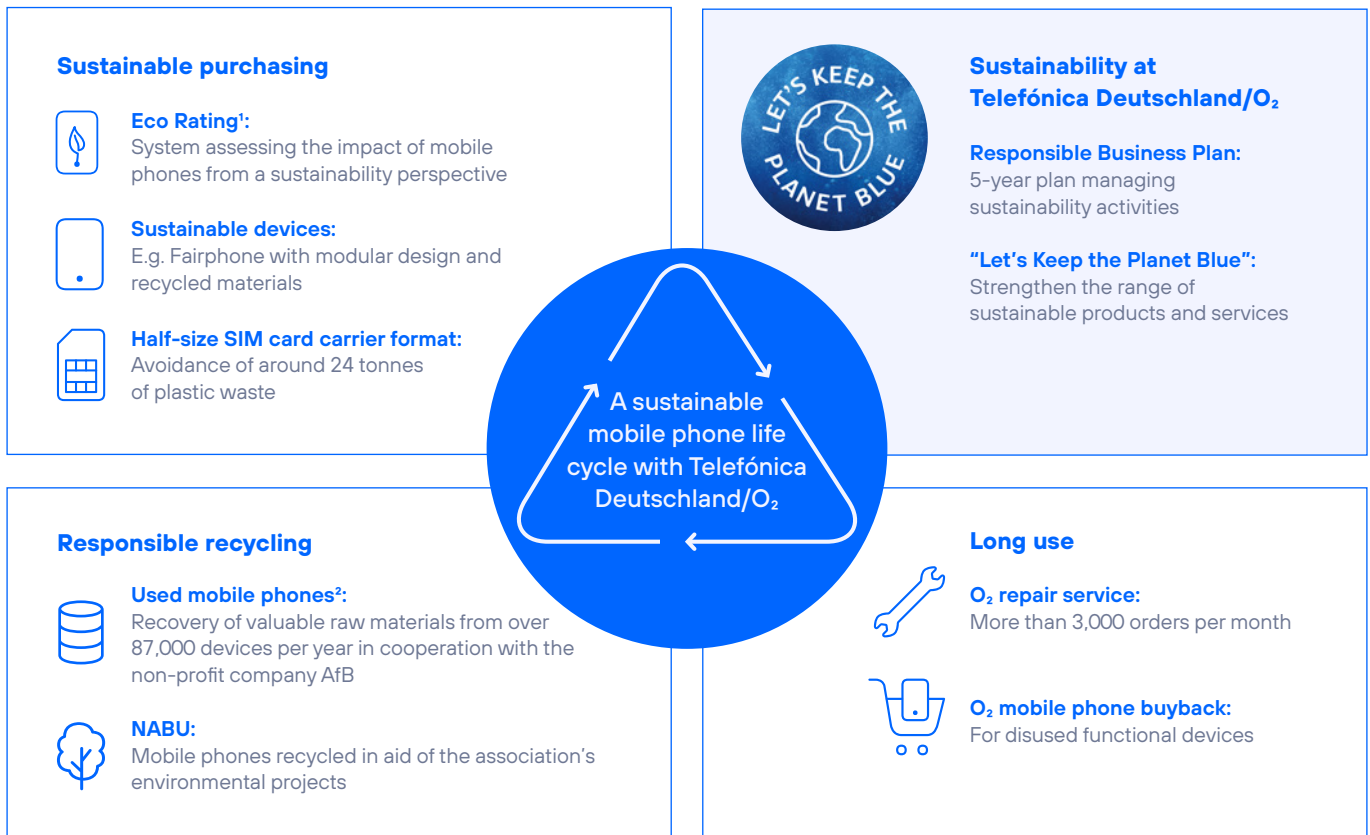 Sustainable purchasing
Eco Rating¹:
System assessing the impact of mobile
phones from a sustainability perspective
Sustainable devices:
E.g. Fairphone with modular design and
recycled materials
Half-size SIM card carrier format:
Avoidance of around 24 tonnes
of plastic waste
LET'S KEEP THE
PLANET BLUE
Sustainability at
Telefónica Deutschland/O₂
Responsible Business Plan:
5-year plan managing
sustainability activities
“Let’s Keep the Planet Blue”:
Strengthen the range of
sustainable products and services
A sustainable
mobile phone life
cycle with Telefónica
Deutschland/O₂
Responsible recycling
Used mobile phones²:
Recovery of valuable raw materials from over
87,000 devices per year in cooperation with the
non-profit company AfB
NABU:
Mobile phones recycled in aid of the association’s
environmental projects
Long use
O₂ repair service:
More than 3,000 orders per month
O₂ mobile phone buyback:
For disused functional devices